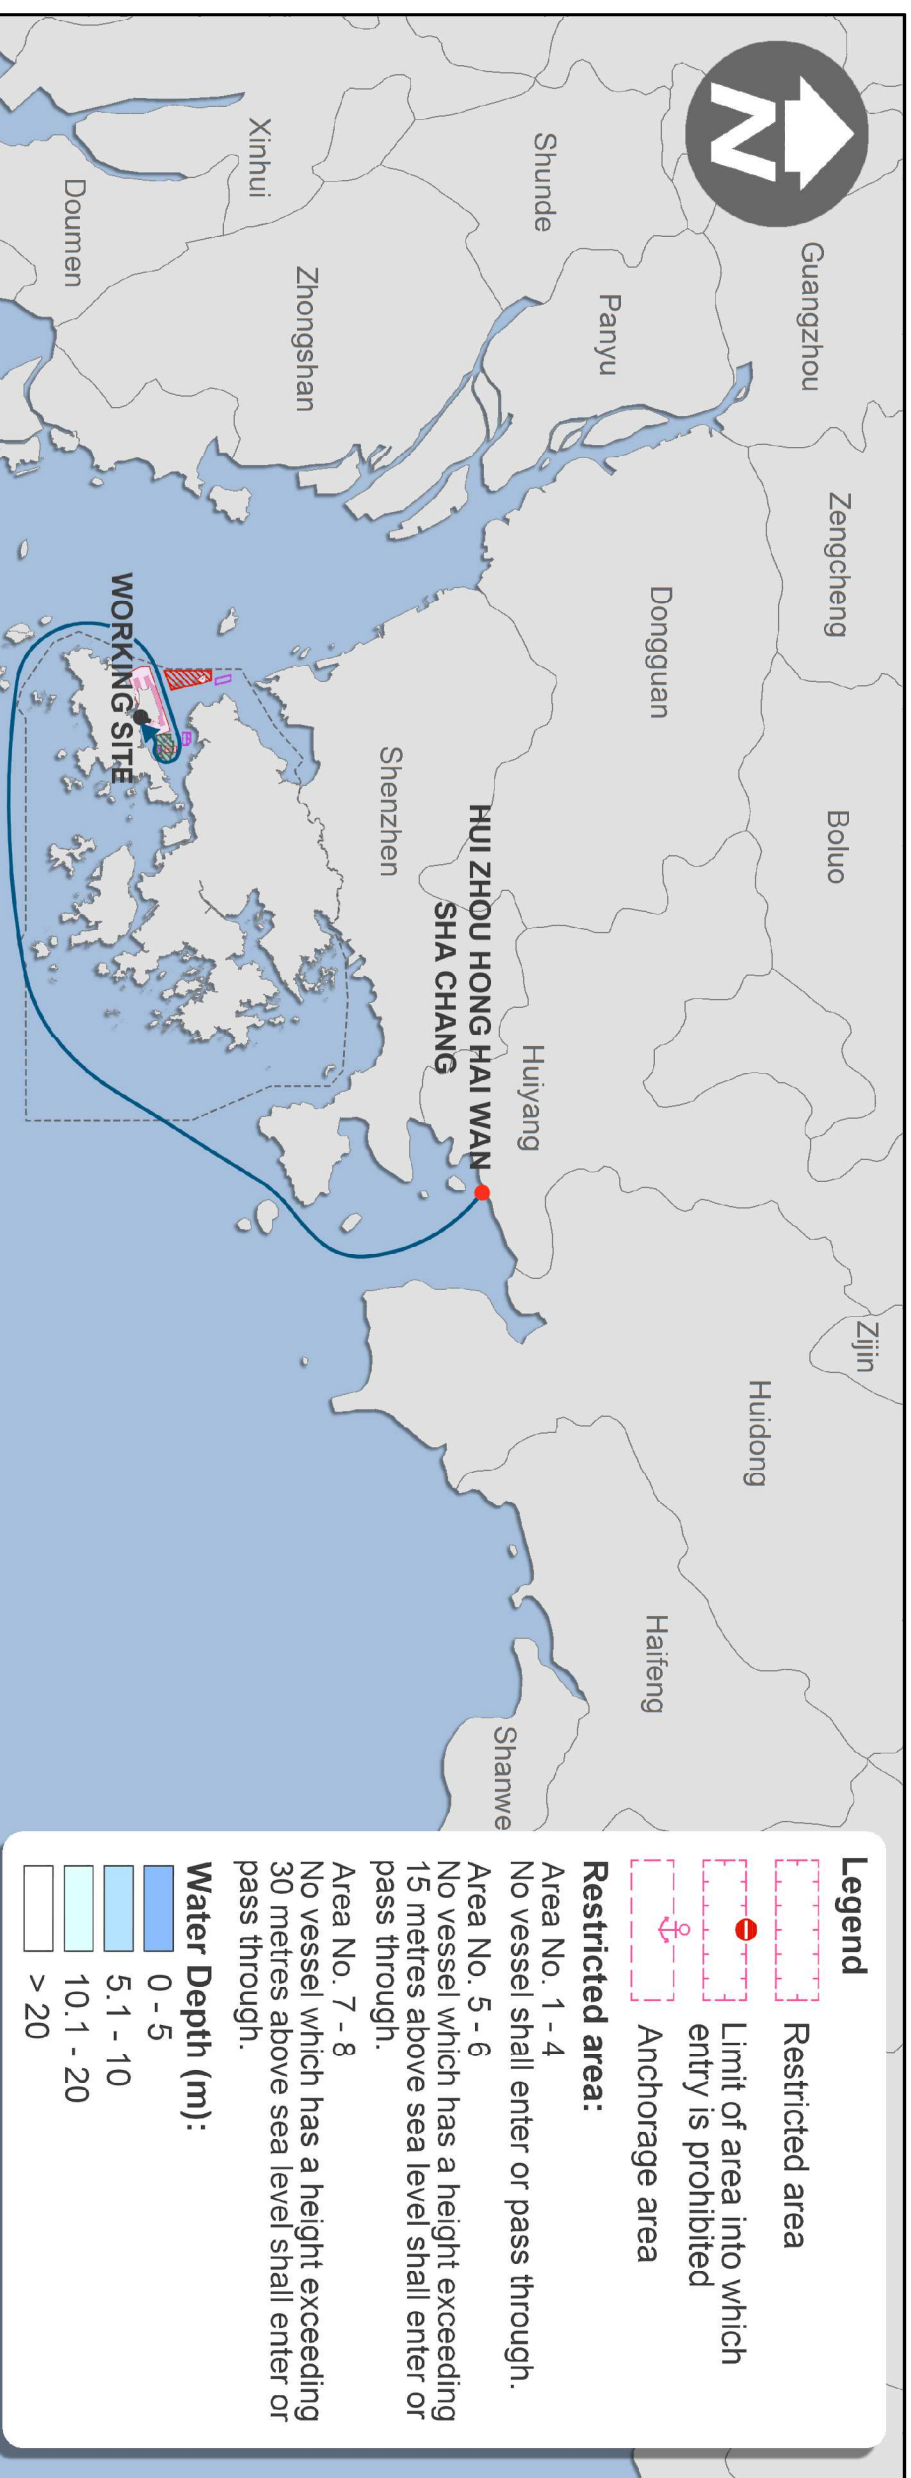 N
Guangzhou
Zengcheng
Boluo
Zijin
Huidong
Shunde
Panyu
Dongguan
Haifeng
Xinhui
Zhongshan
Shenzhen
Huiyang
Shanwe
Doumen
HUI ZHOU HONG HAI WAN
SHA CHANG
WORKING SITE
Legend
Restricted area
Limit of area into which
entry is prohibited
Anchorage area
Restricted area:
Area No. 1 - 4
No vessel shall enter or pass through.
Area No. 5 - 6
No vessel which has a height exceeding
15 metres above sea level shall enter or
pass through.
Area No. 7 - 8
No vessel which has a height exceeding
30 metres above sea level shall enter or
pass through.
Water Depth (m):
0 - 5
5.1 - 10
10.1 - 20
> 20